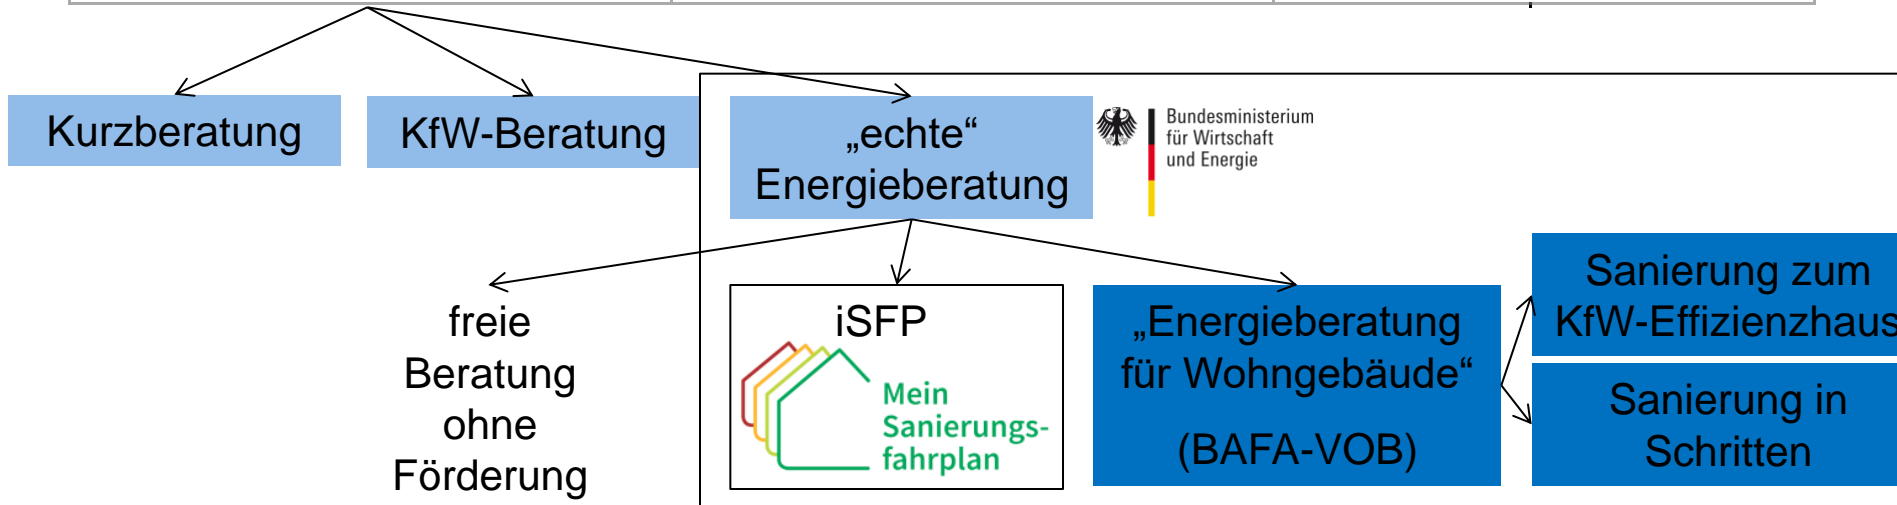 Kurzberatung
KfW-Beratung
„echte“
Energieberatung
Bundesministerium
für Wirtschaft
und Energie
freie
Beratung
ohne
Förderung
iSFP
Mein
Sanierungs-
fahrplan
„Energieberatung
für Wohngebäude“
(BAFA-VOB)
Sanierung zum
KfW-Effizienzhaus
Sanierung in
Schritten